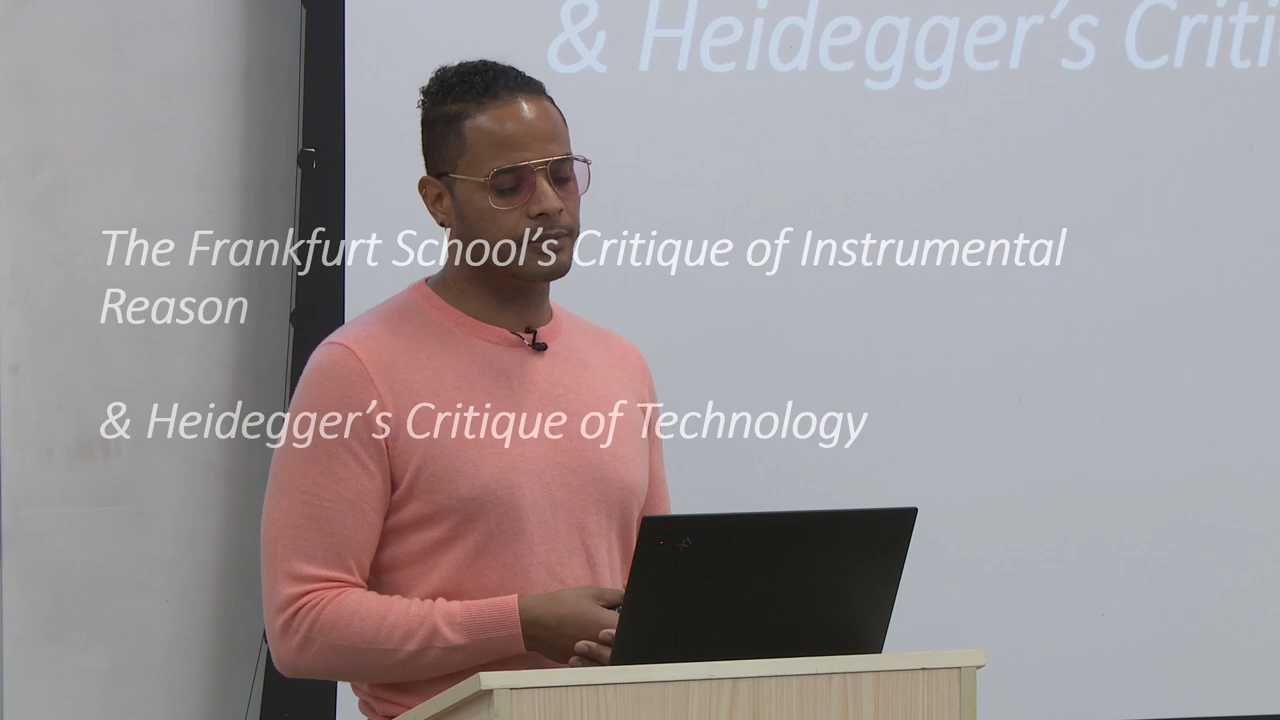 & Heidegger's Criti
The Frankfurt School's Critique of Instrumental
Reason
& Heidegger's Critique of Technology